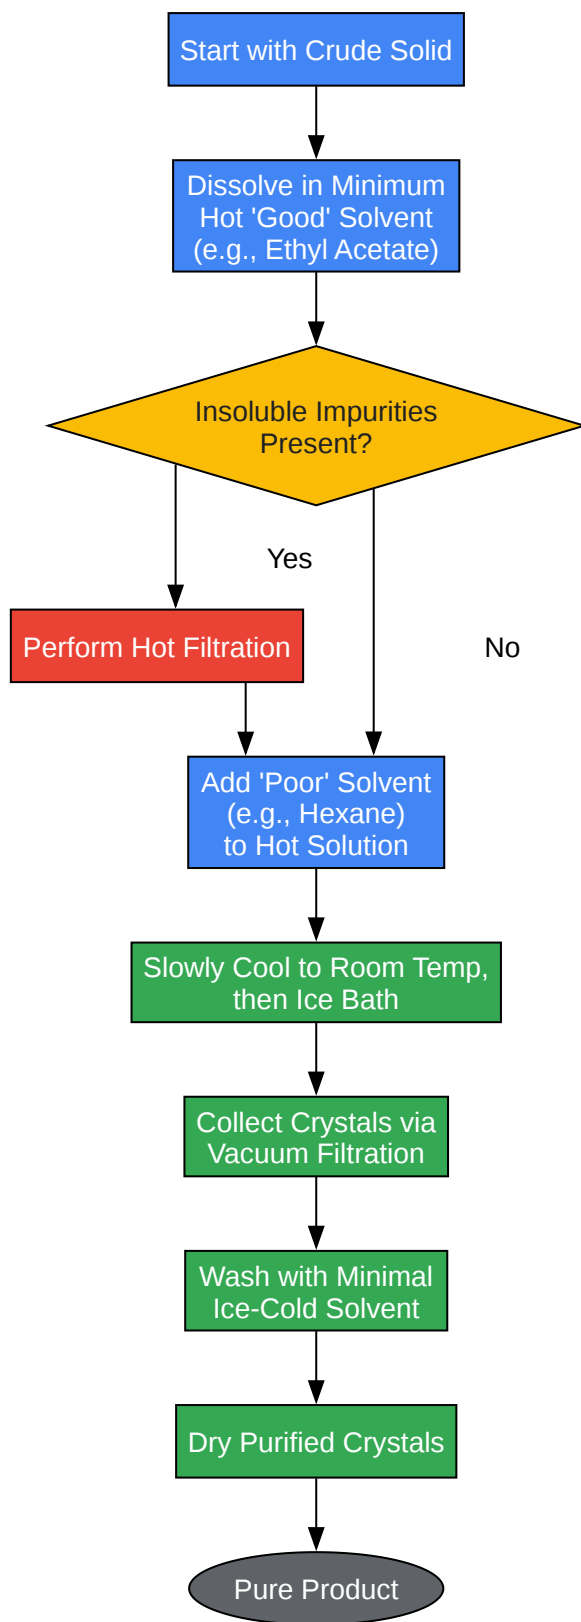 Start with Crude Solid
Dissolve in Minimum
Hot 'Good' Solvent
(e.g., Ethyl Acetate)
Insoluble Impurities
Present?
Yes
Perform Hot Filtration
No
Add 'Poor' Solvent
(e.g., Hexane)
to Hot Solution
Slowly Cool to Room Temp,
then Ice Bath
Collect Crystals via
Vacuum Filtration
Wash with Minimal
Ice-Cold Solvent
Dry Purified Crystals
Pure Product